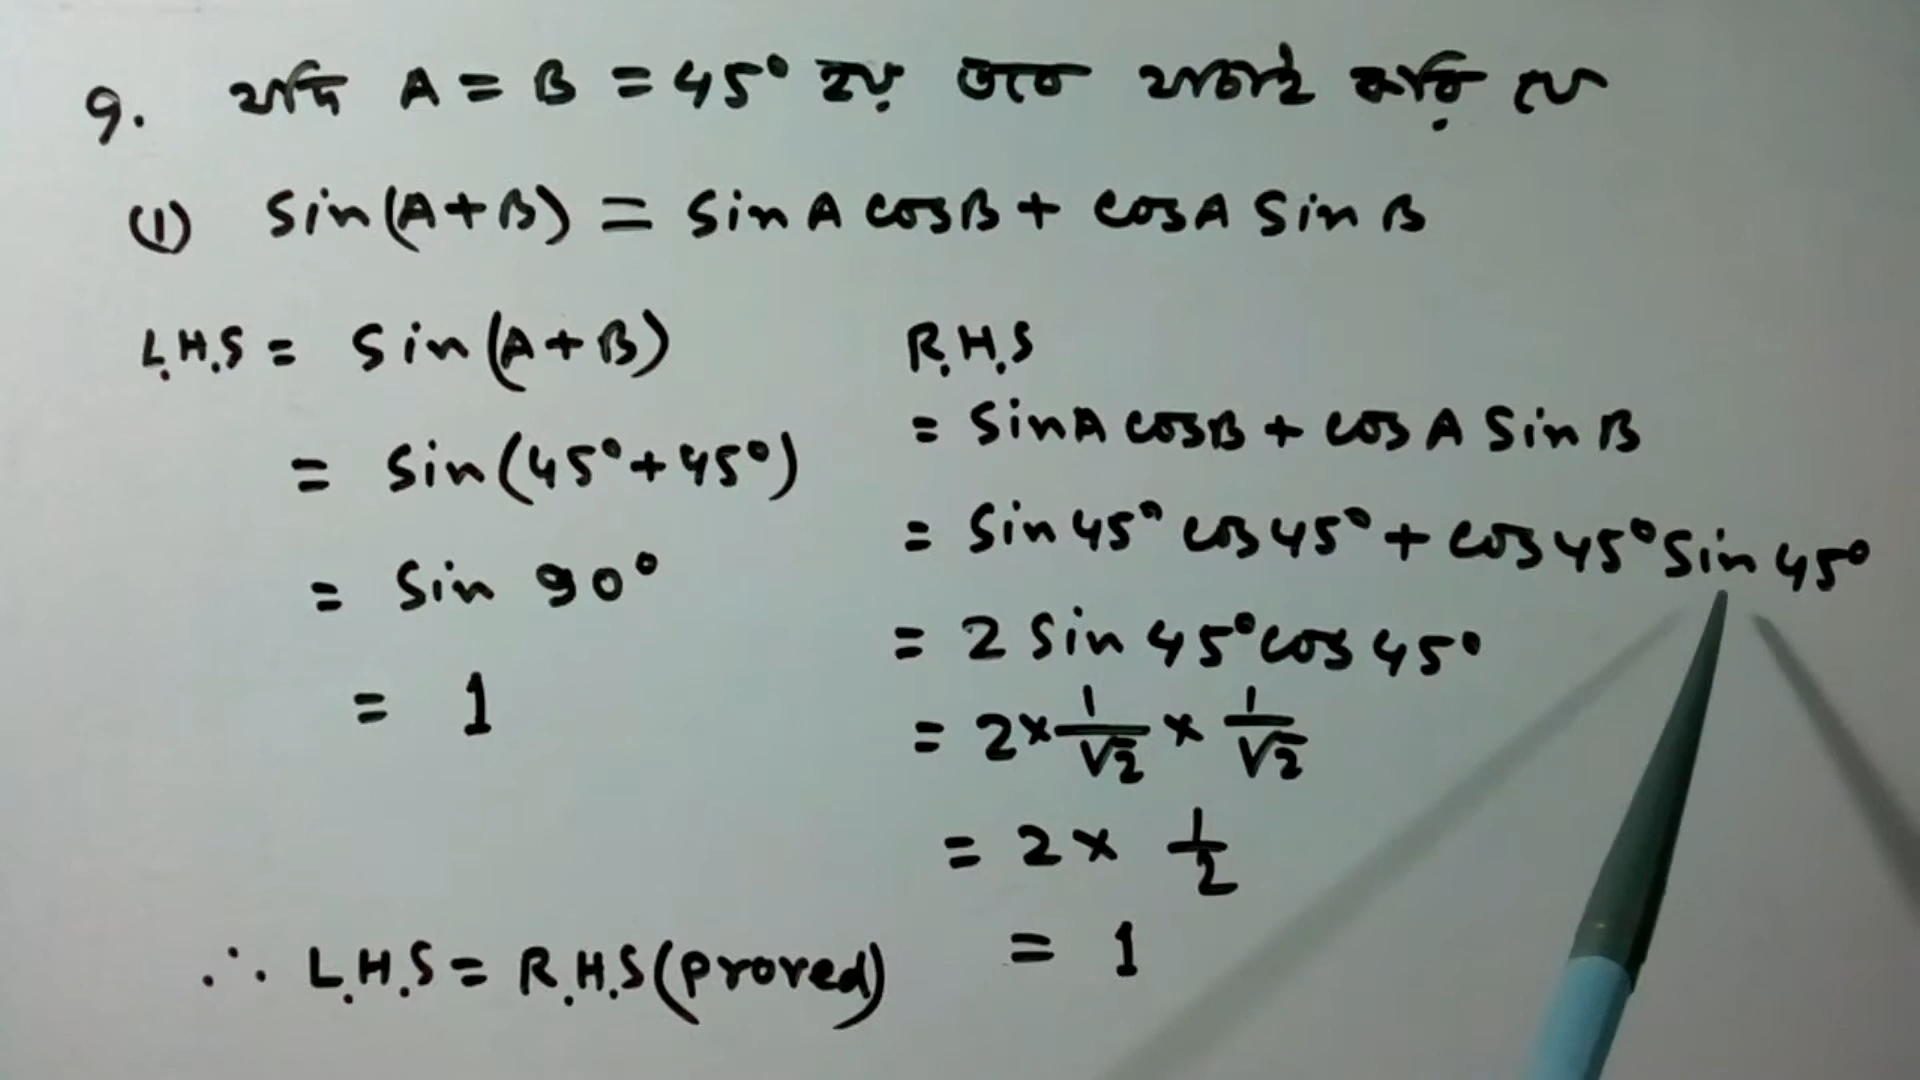 9. যদি A = B = 45° হয় তবে যাচাই করি যে
(1) Sin(A+B) = SinA cosB + cosA SinB
L.H.S = Sin(A+B)
= Sin(45°+45°)
= Sin 90°
= 1
R.H.S
= SinA cosB + cosA SinB
= Sin45° cos45° + cos45° Sin45°
= 2 Sin 45° cos 45°
= 2 × 1/√2 × 1/√2
= 2 × 1/2
= 1
∴ L.H.S = R.H.S (proved)